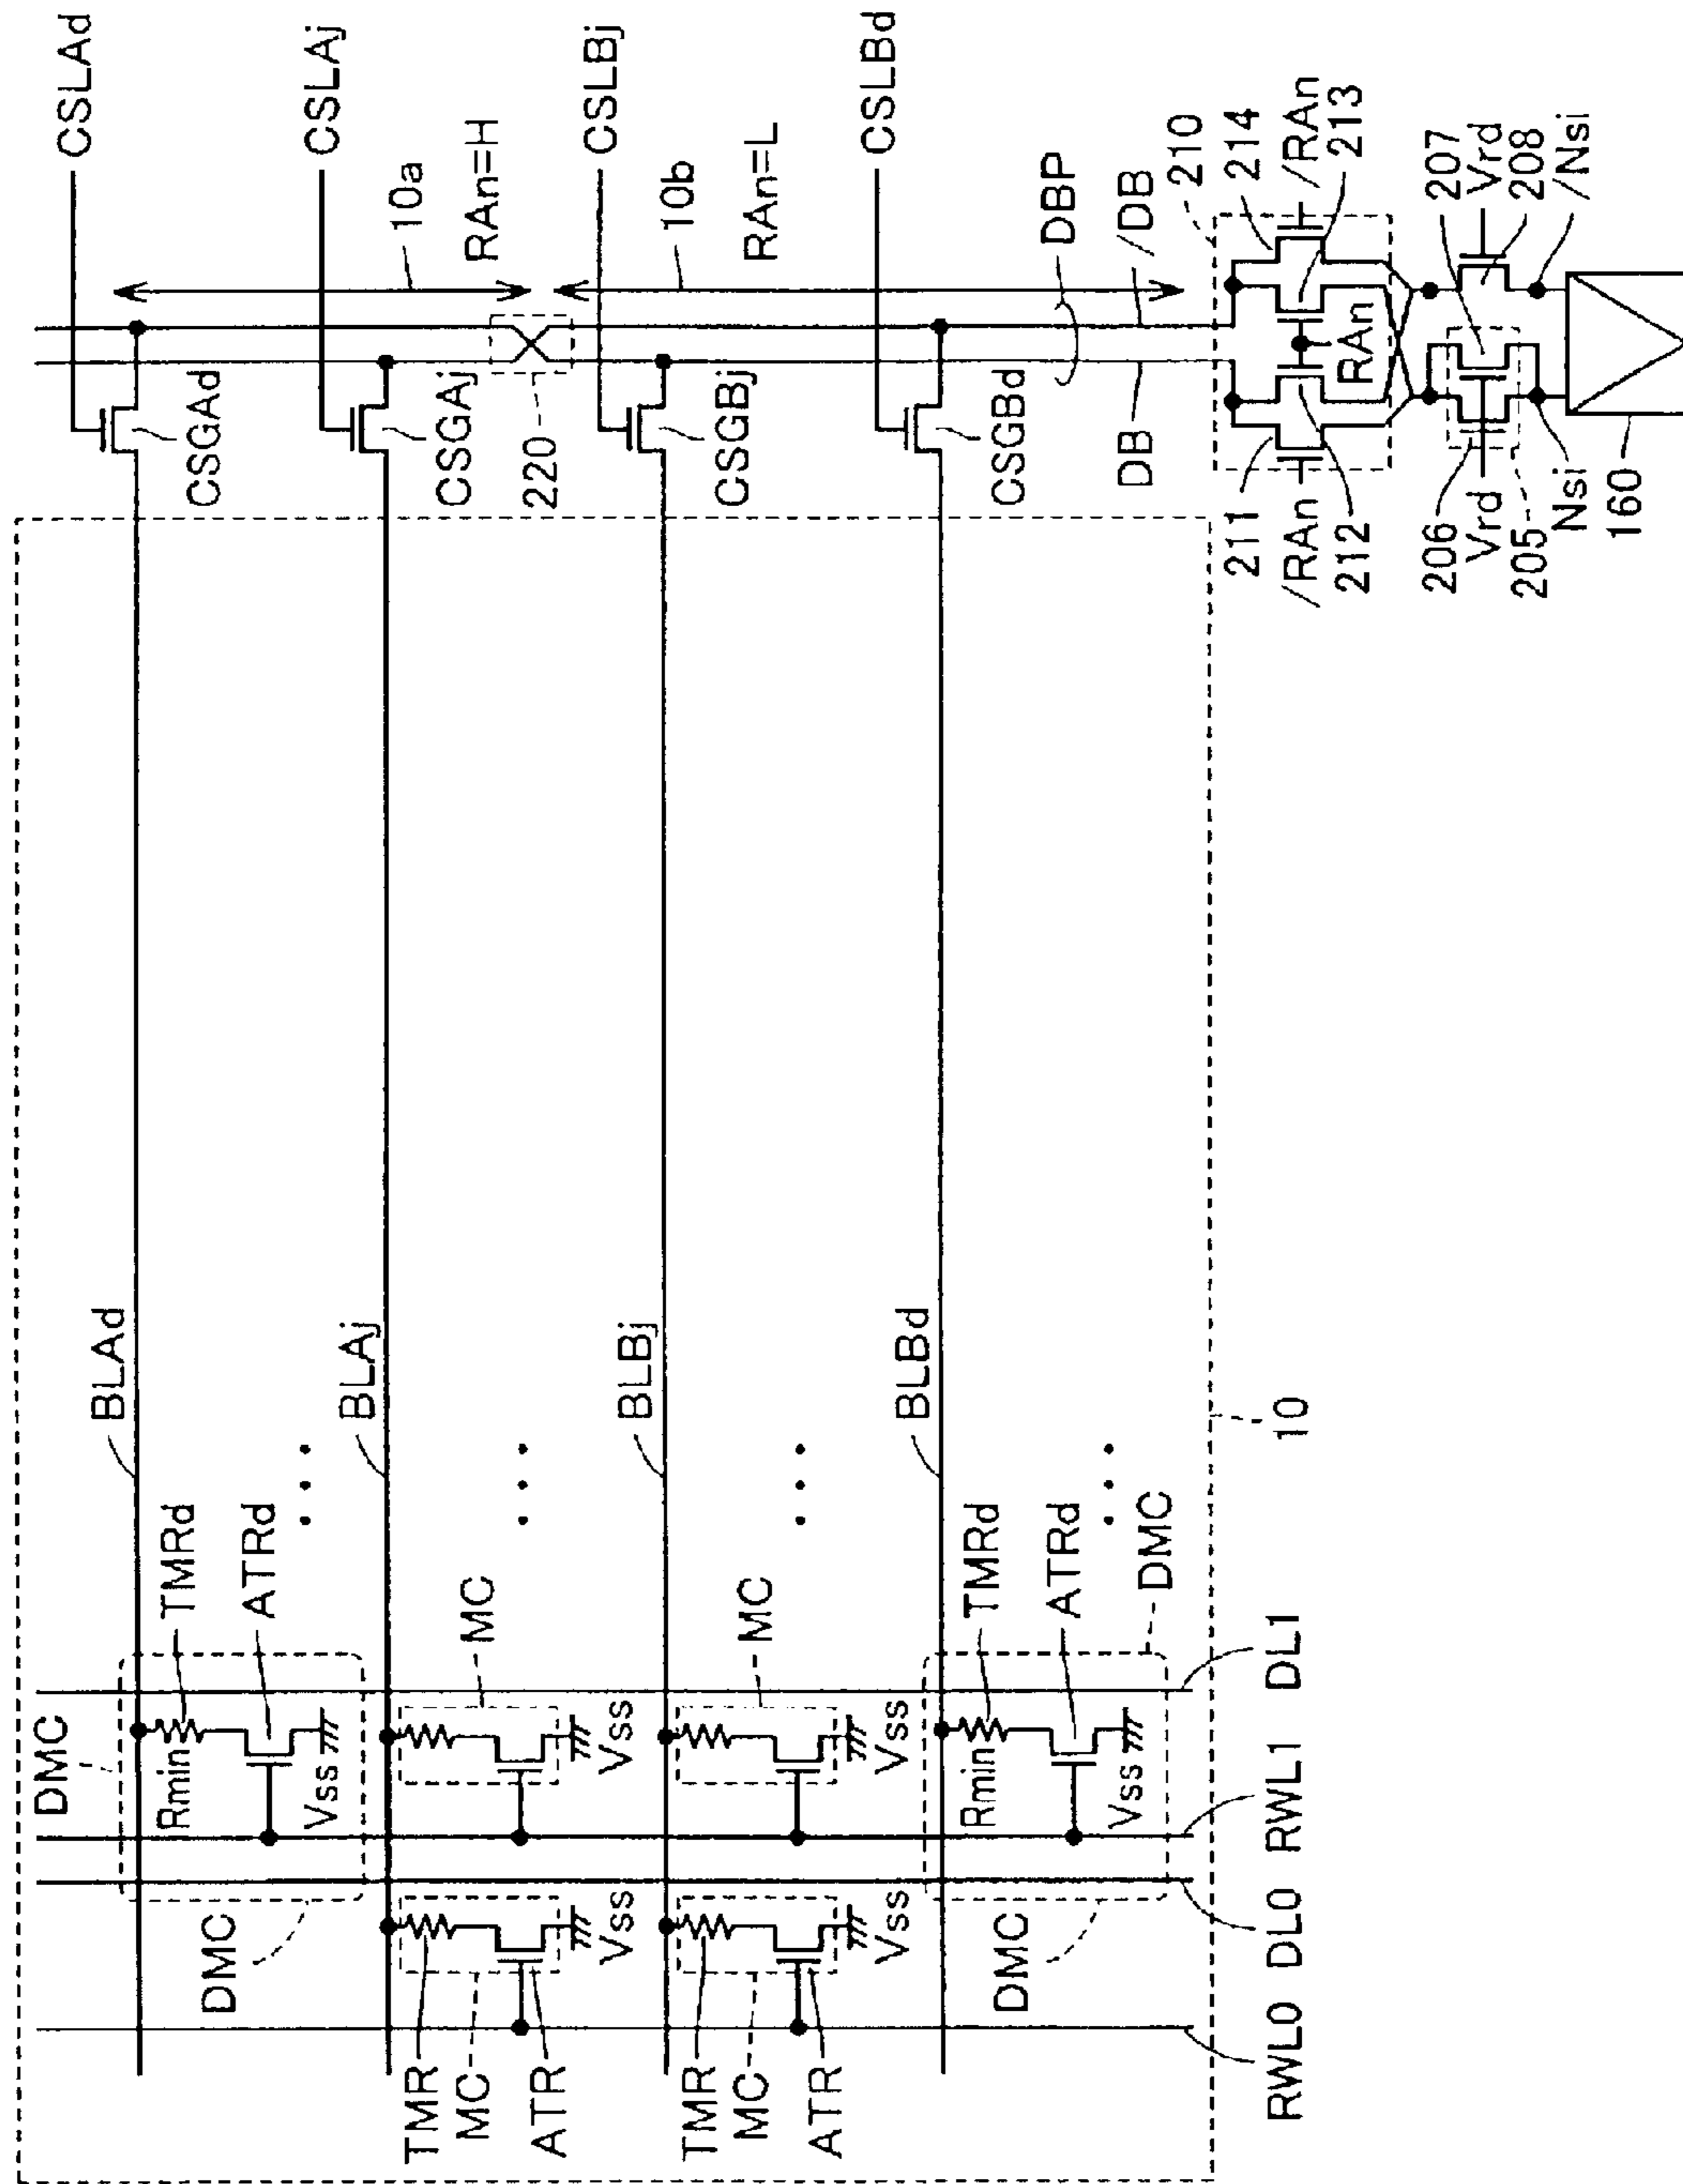 CSLAd
CSLAj
CSLBj
CSLBd
10a
RAn=H
10b
RAn=L
CSGAd
CSGAj
220
CSGBj
CSGBd
DBP
/DB
DB
210
214
/RAn
213
RAn
211
/RAn
212
207
Vrd
208
/Nsi
206
Vrd
205
Nsi
160
BLAd
BLAj
BLBj
BLBd
10
DMC
TMRd
Rmin
ATRd
Vss
DMC
MC
Vss
TMR
MC
ATR
Vss
MC
Vss
TMR
MC
ATR
Vss
TMRd
Rmin
ATRd
Vss
DMC
DMC
RWL0 DL0 RWL1 DL1